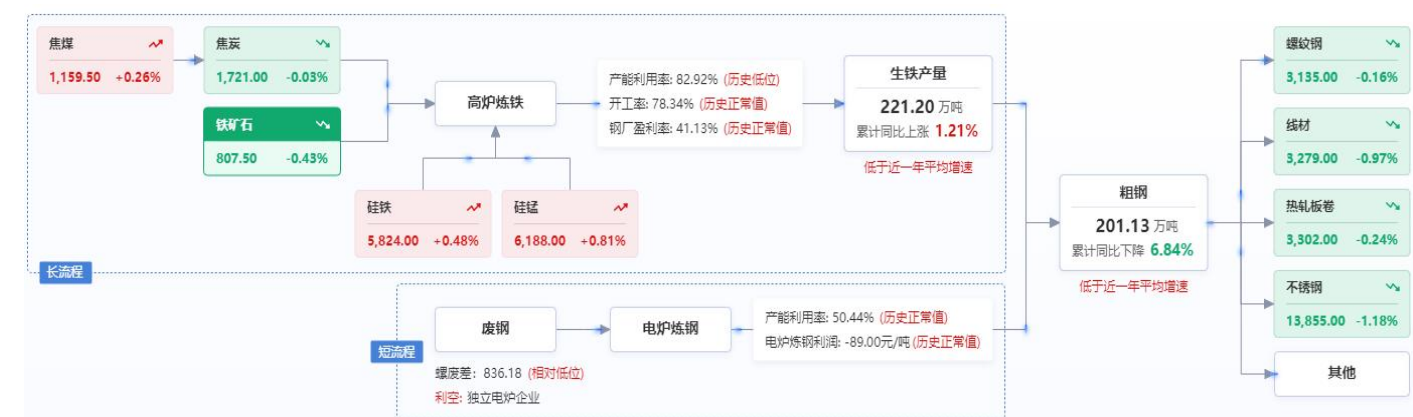 焦煤
1,159.50 +0.26%
焦炭
1,721.00 -0.03%
铁矿石
807.50 -0.43%
高炉炼铁
硅铁
5,824.00 +0.48%
硅锰
6,188.00 +0.81%
产能利用率: 82.92% (历史低位)
开工率: 78.34% (历史正常值)
钢厂盈利率: 41.13% (历史正常值)
生铁产量
221.20 万吨
累计同比上涨 1.21%
低于近一年平均增速
长流程
废钢
螺废差: 836.18 (相对低位)
利空: 独立电炉企业
电炉炼钢
产能利用率: 50.44% (历史正常值)
电炉炼钢利润: -89.00元/吨 (历史正常值)
短流程
粗钢
201.13 万吨
累计同比下降 6.84%
低于近一年平均增速
螺纹钢
3,135.00 -0.16%
线材
3,279.00 -0.97%
热轧板卷
3,302.00 -0.24%
不锈钢
13,855.00 -1.18%
其他